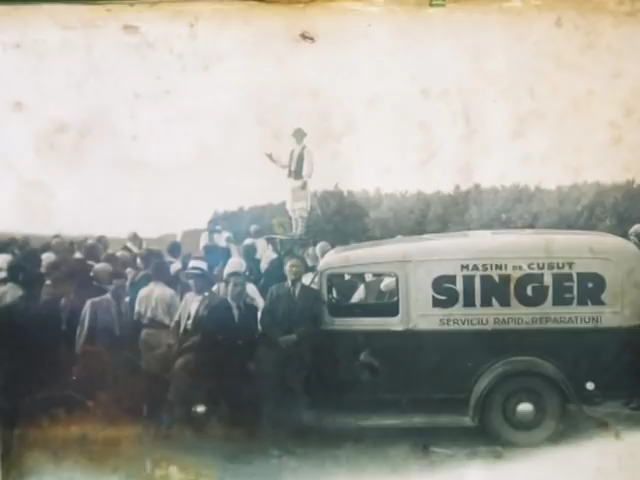 MASINI DE CUSUT
SINGER
SERVICIU RAPID DE REPARATIUNI